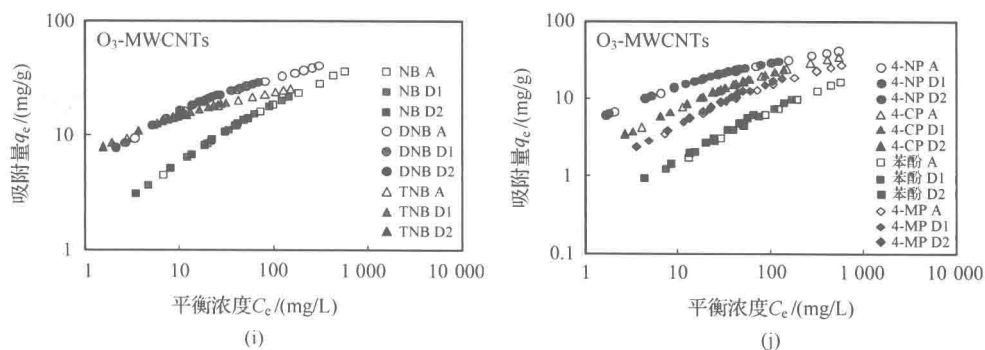 O₃-MWCNTs
100
10
1
吸附量qₑ/(mg/g)
NB A
NB D1
NB D2
DNB A
DNB D1
DNB D2
TNB A
TNB D1
TNB D2
1 10 100 1 000 10 000
平衡浓度Cₑ/(mg/L)
(i)
O₃-MWCNTs
100
10
1
0.1
吸附量qₑ/(mg/g)
4-NP A
4-NP D1
4-NP D2
4-CP A
4-CP D1
4-CP D2
苯酚 A
苯酚 D1
苯酚 D2
4-MP A
4-MP D1
4-MP D2
1 10 100 1 000 10 000
平衡浓度Cₑ/(mg/L)
(j)